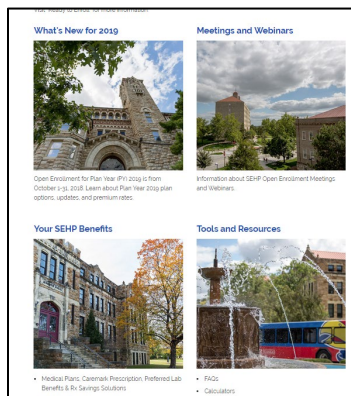 What's New for 2019
Meetings and Webinars
Open Enrollment for Plan Year (PY) 2019 is from
October 1-31, 2018. Learn about Plan Year 2019 plan
options, updates, and premium rates.
Information about SEHP Open Enrollment Meetings
and Webinars.
Your SEHP Benefits
Tools and Resources
• Medical Plans: Caremark Prescription, Preferred Lab
Benefits & Rx Savings Solutions
• FAQs
• Calculators